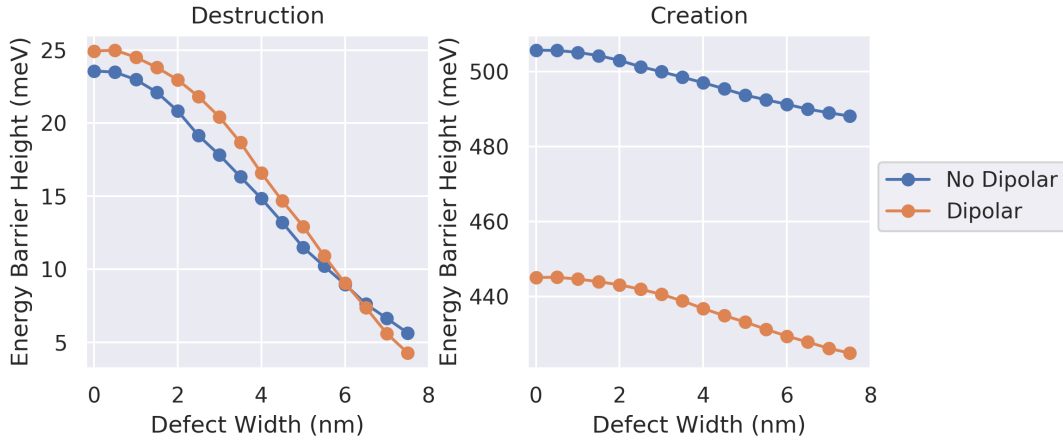 Destruction
Energy Barrier Height (meV)
25
20
15
10
5
0
2
4
6
8
Defect Width (nm)
Creation
Energy Barrier Height (meV)
500
480
460
440
0
2
4
6
8
Defect Width (nm)
No Dipolar
Dipolar